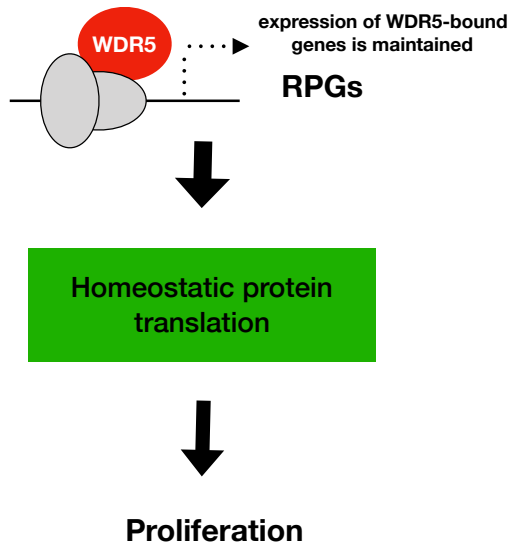 WDR5
expression of WDR5-bound
genes is maintained
RPGs
Homeostatic protein
translation
Proliferation